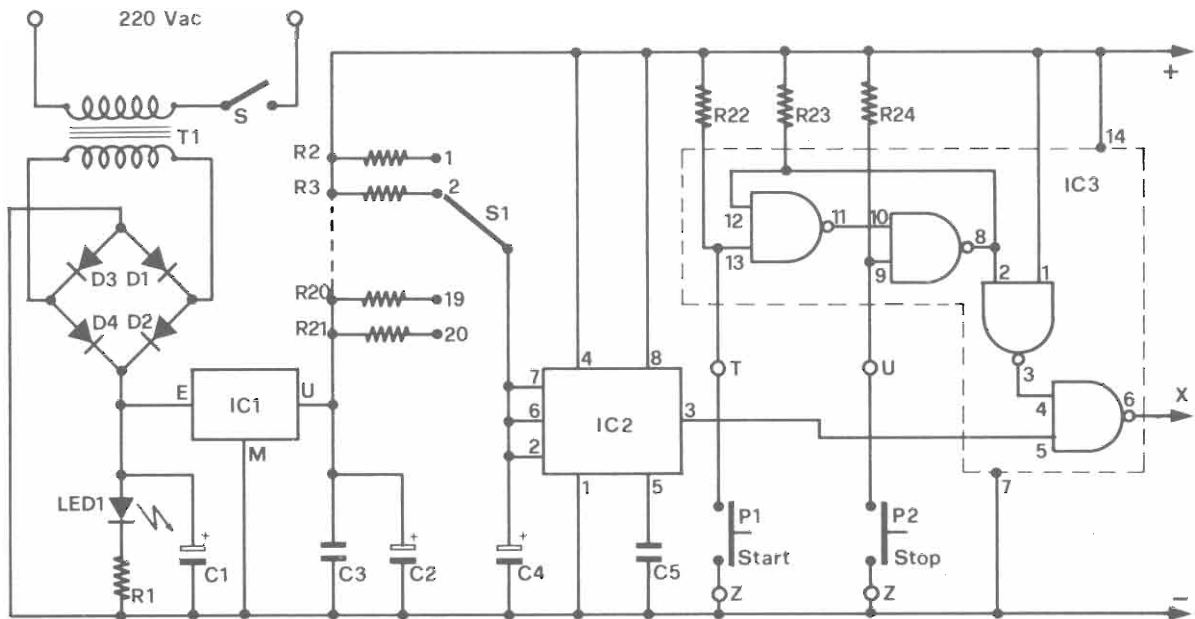 220 Vac
S
T1
+
R22
R23
R24
14
R2
1
R3
2
S1
IC3
12
11
10
8
13
9
2
1
D3
D1
D4
D2
R20
19
R21
20
4
8
T
U
3
7
E
IC1
U
6
IC2
3
4
6
X
M
2
5
7
1
5
LED1
P1
P2
+
+
+
Start
Stop
C1
C3
C2
C4
C5
R1
Z
Z
−